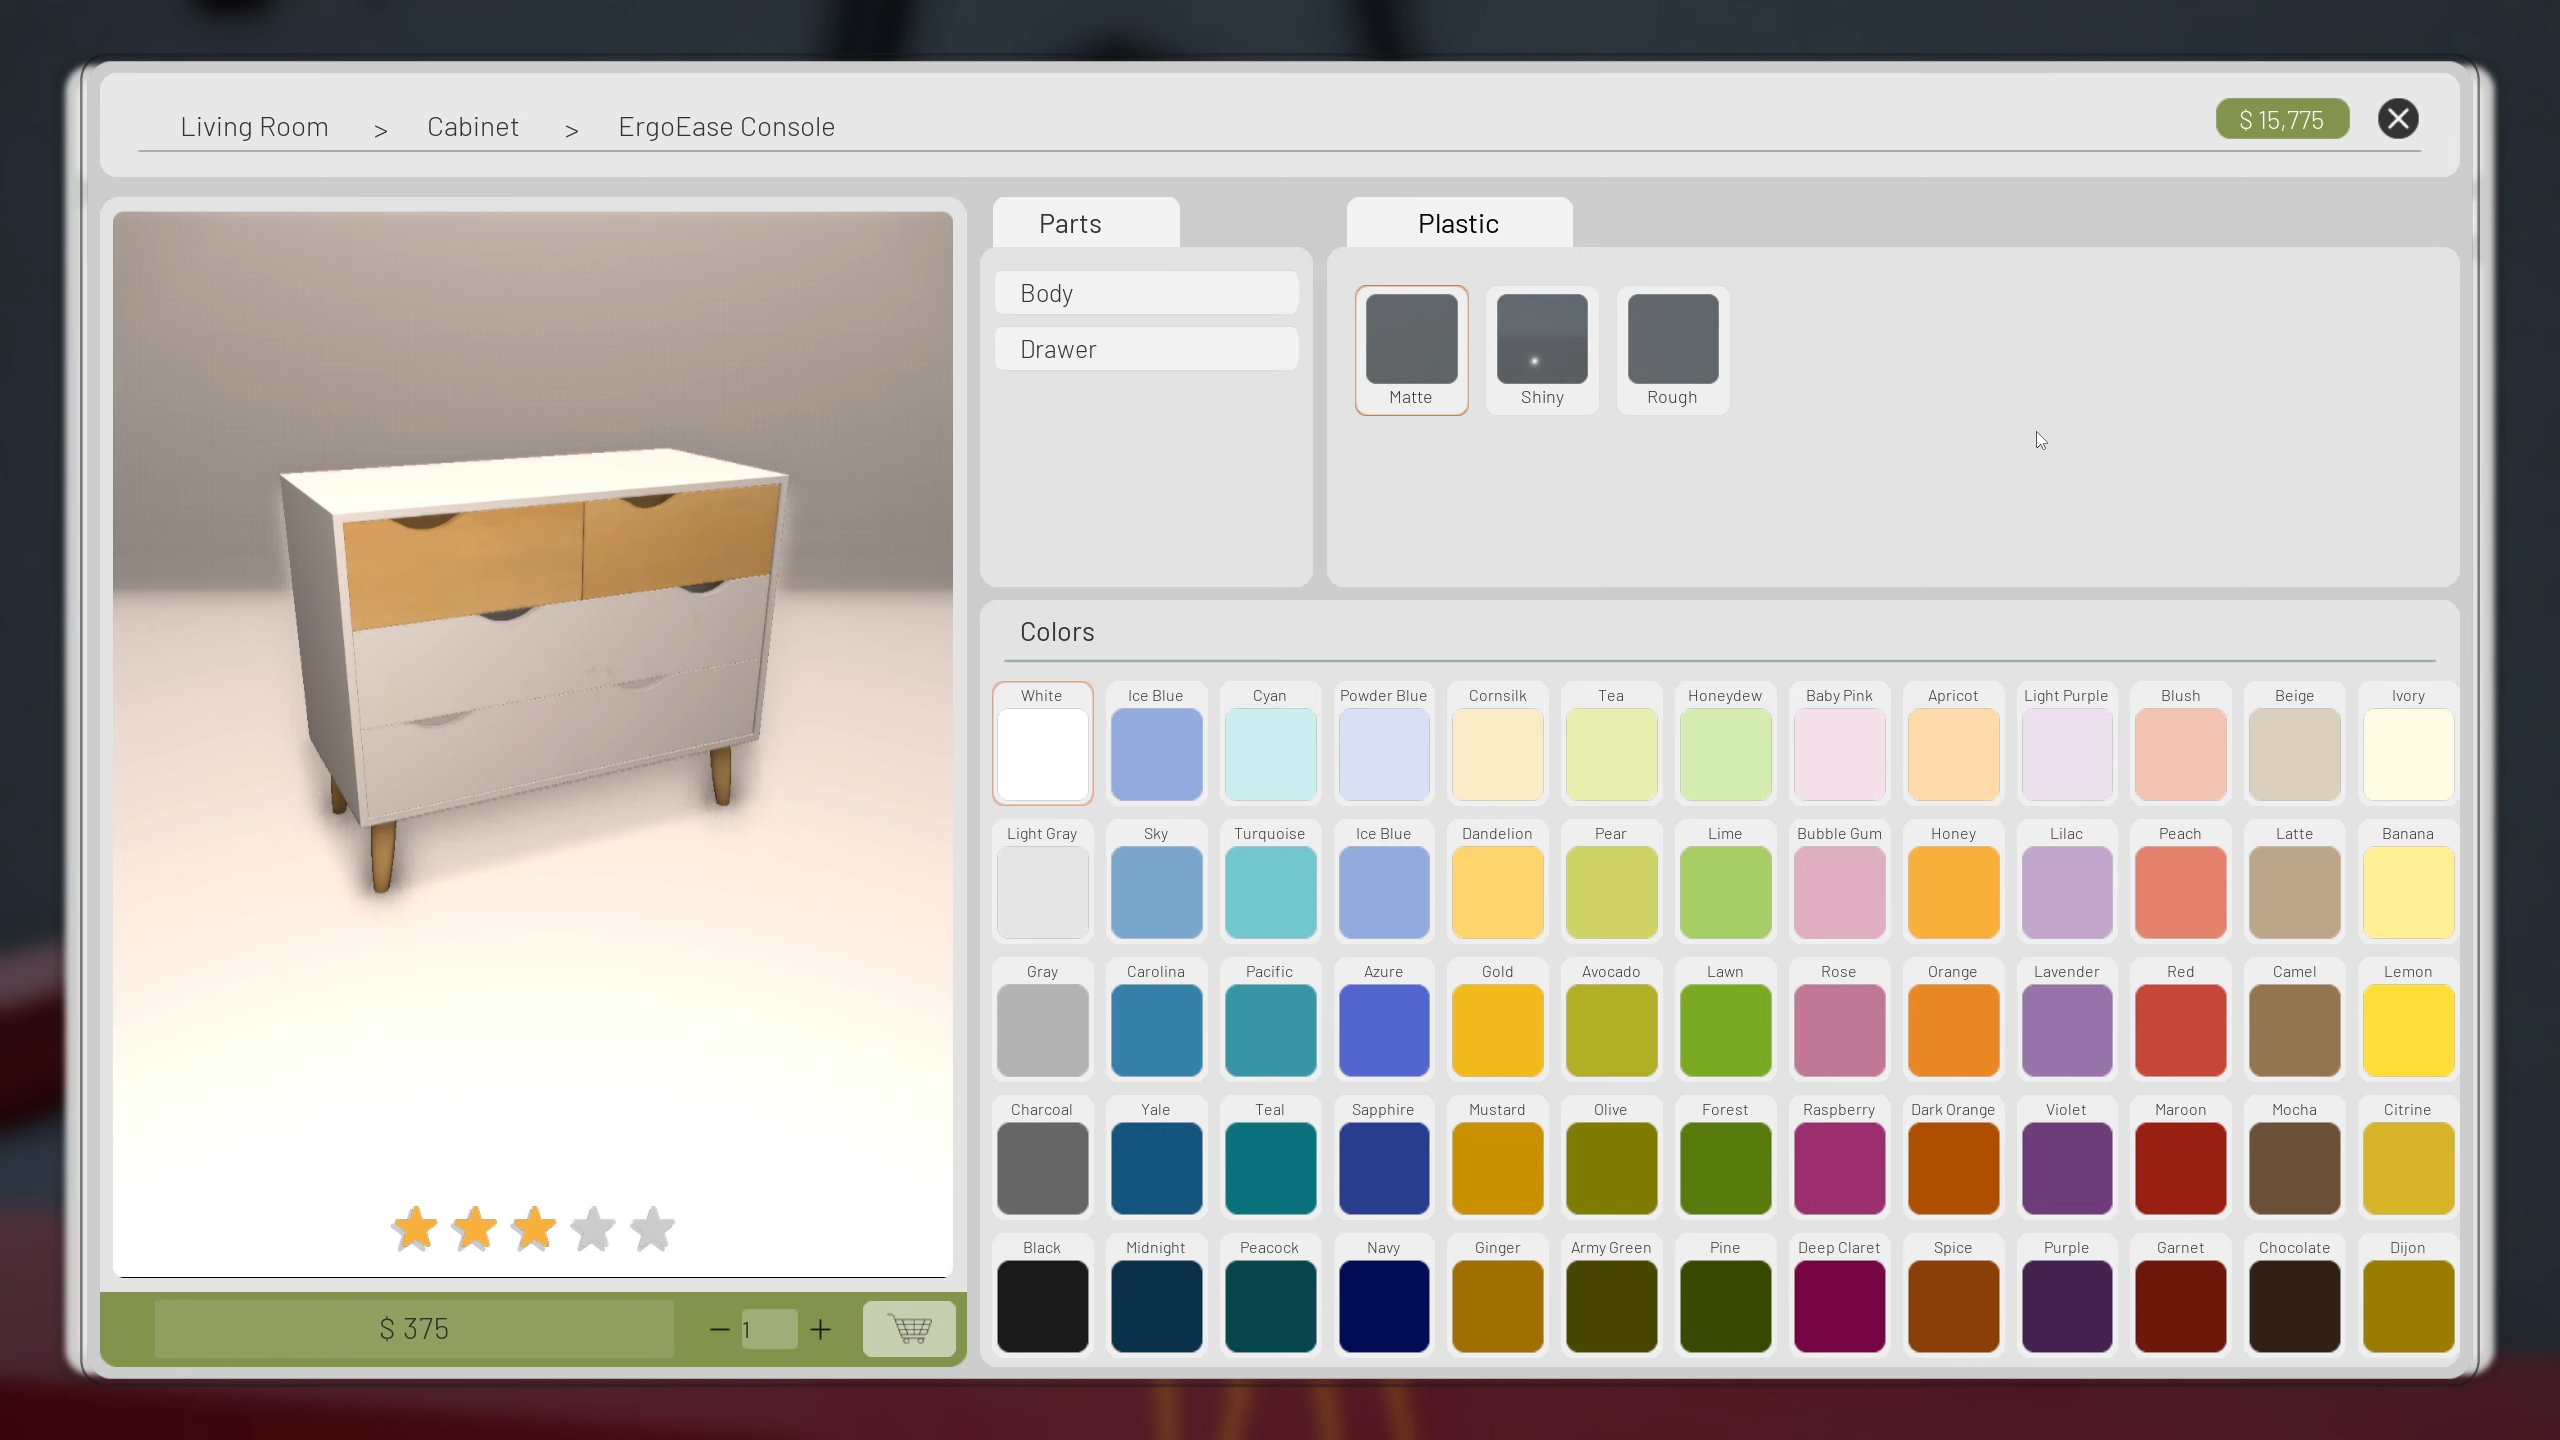 Living Room > Cabinet > ErgoEase Console
$ 15,775
Parts
Plastic
Body
Drawer
Matte Shiny Rough
Colors
White Ice Blue Cyan Powder Blue Cornsilk Tea Honeydew Baby Pink Apricot Light Purple Blush Beige Ivory
Light Gray Sky Turquoise Ice Blue Dandelion Pear Lime Bubble Gum Honey Lilac Peach Latte Banana
Gray Carolina Pacific Azure Gold Avocado Lawn Rose Orange Lavender Red Camel Lemon
Charcoal Yale Teal Sapphire Mustard Olive Forest Raspberry Dark Orange Violet Maroon Mocha Citrine
Black Midnight Peacock Navy Ginger Army Green Pine Deep Claret Spice Purple Garnet Chocolate Dijon
$ 375
− 1 +